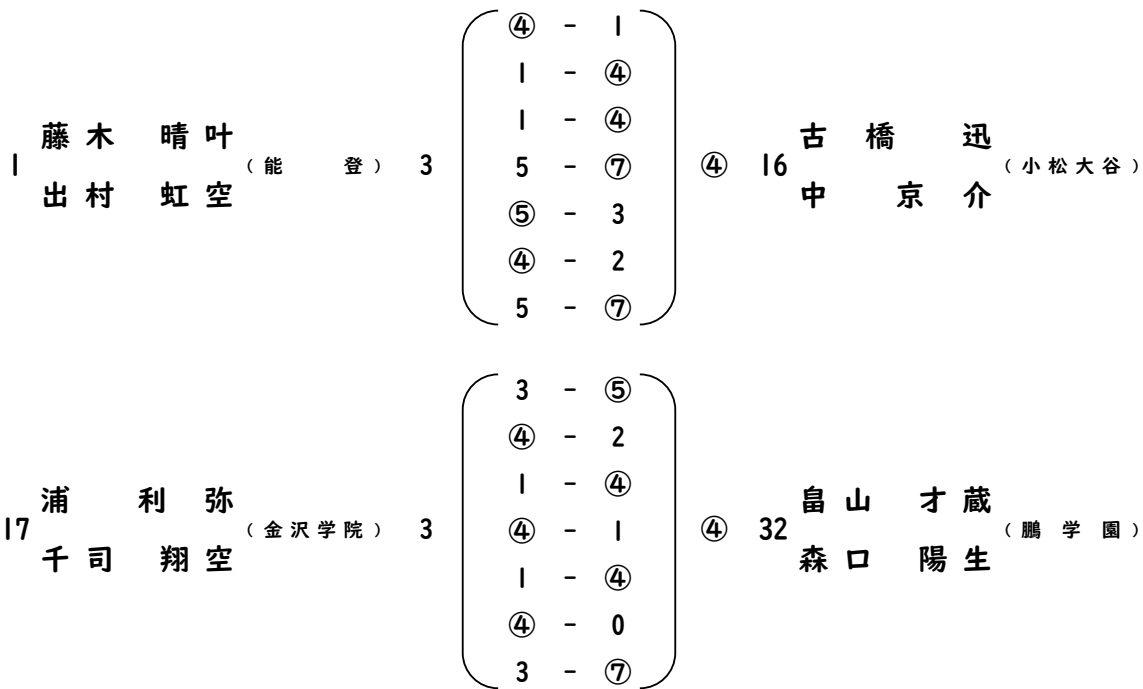 ④ - 1
1 - ④
1 - ④
藤木 晴叶 古橋 迅
1 (能 登) 3 5 - ⑦ ④ 16 (小松大谷)
出村 虹空 中 京介
⑤ - 3
④ - 2
5 - ⑦
3 - ⑤
④ - 2
1 - ④
浦 利弥 畠山 才蔵
17 (金沢学院) 3 ④ - 1 ④ 32 (鵬学園)
千司 翔空 森口 陽生
1 - ④
④ - 0
3 - ⑦